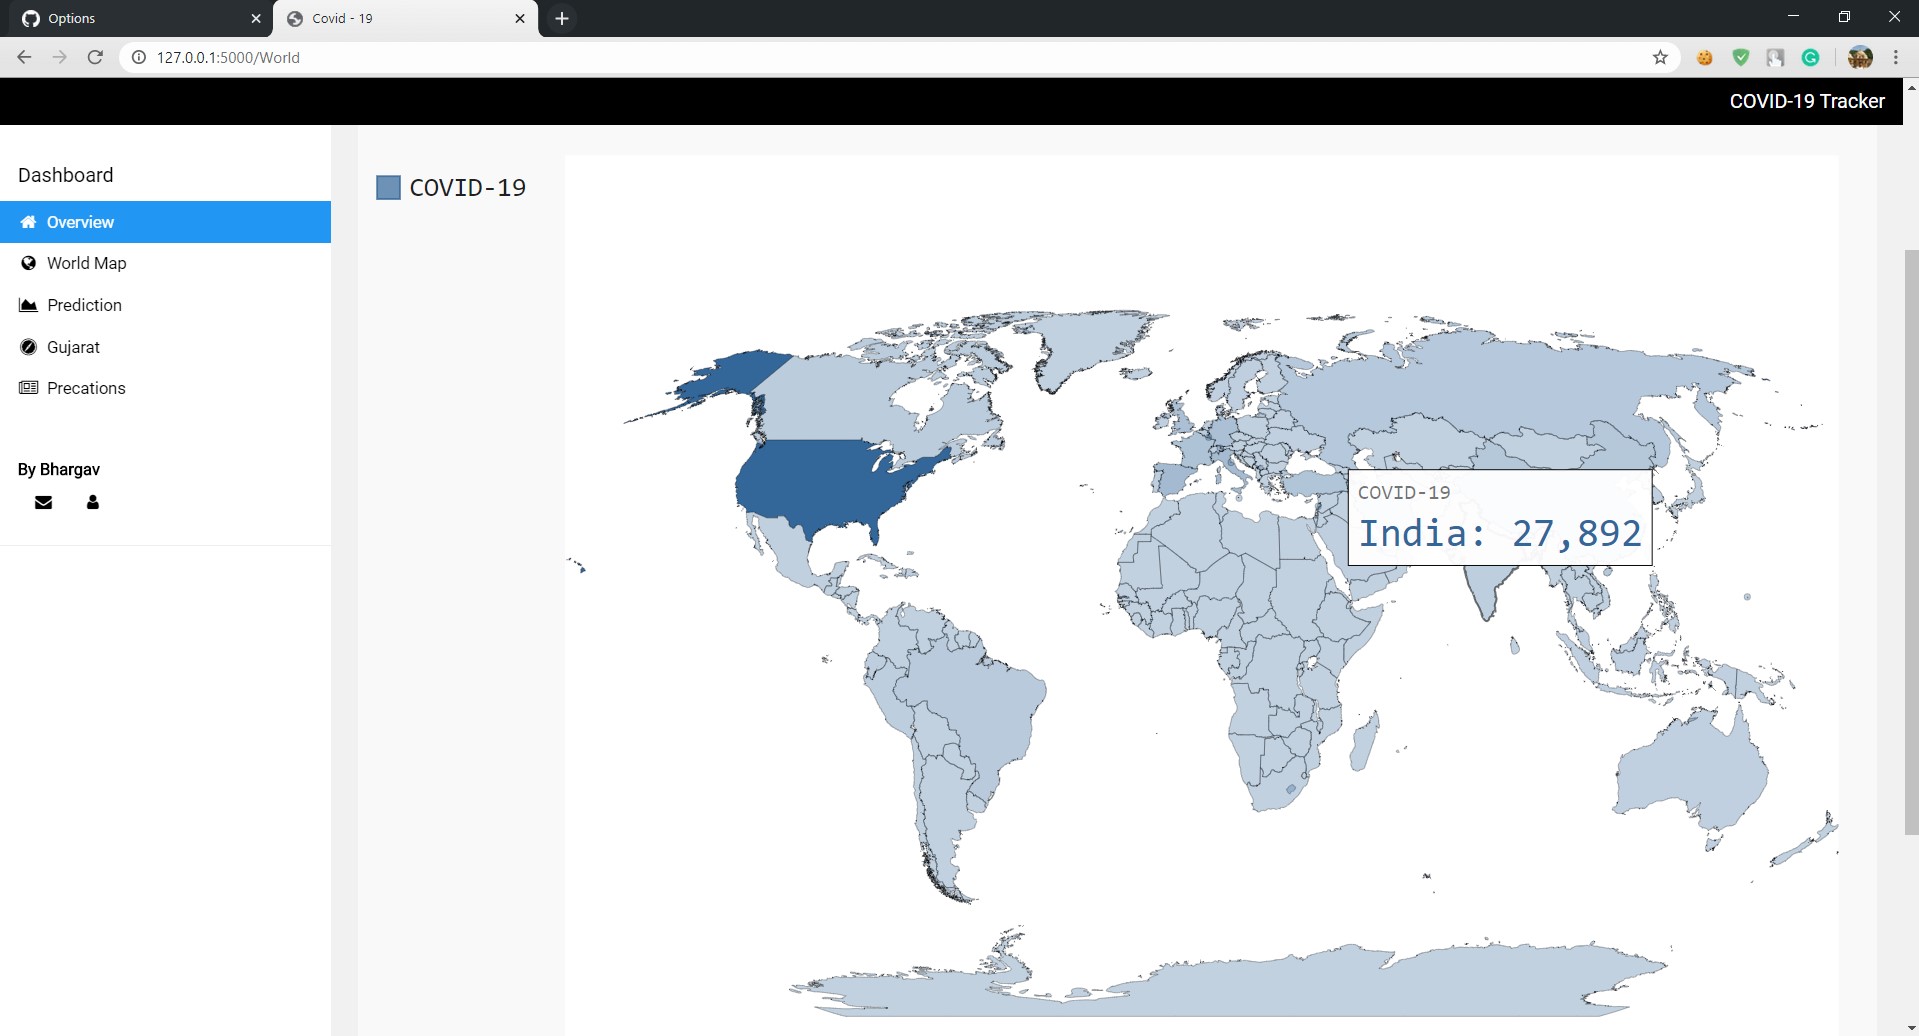 Options
Covid - 19
127.0.0.1:5000/World
COVID-19 Tracker
Dashboard
Overview
World Map
Prediction
Gujarat
Precations
By Bhargav
COVID-19
COVID-19
India: 27,892